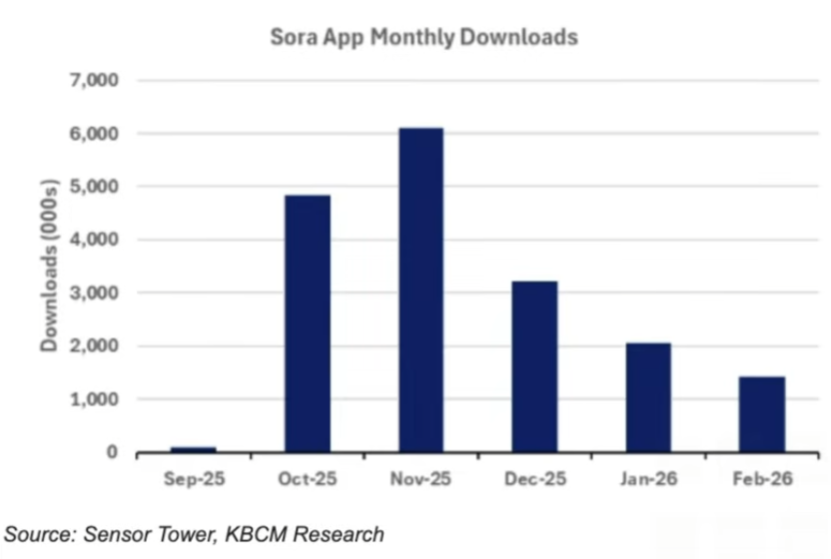 Sora App Monthly Downloads
7,000
6,000
5,000
4,000
3,000
2,000
1,000
0
Downloads (000s)
Sep-25 Oct-25 Nov-25 Dec-25 Jan-26 Feb-26
Source: Sensor Tower, KBCM Research